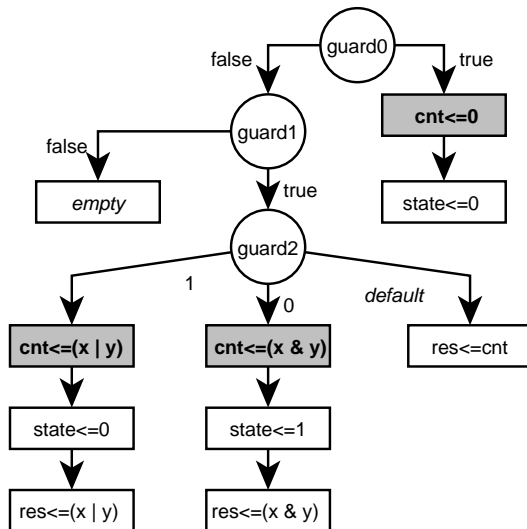 guard0
false
true
guard1
cnt<=0
false
empty
true
state<=0
guard2
1
0
default
cnt<=(x | y)
cnt<=(x & y)
res<=cnt
state<=0
state<=1
res<=(x | y)
res<=(x & y)